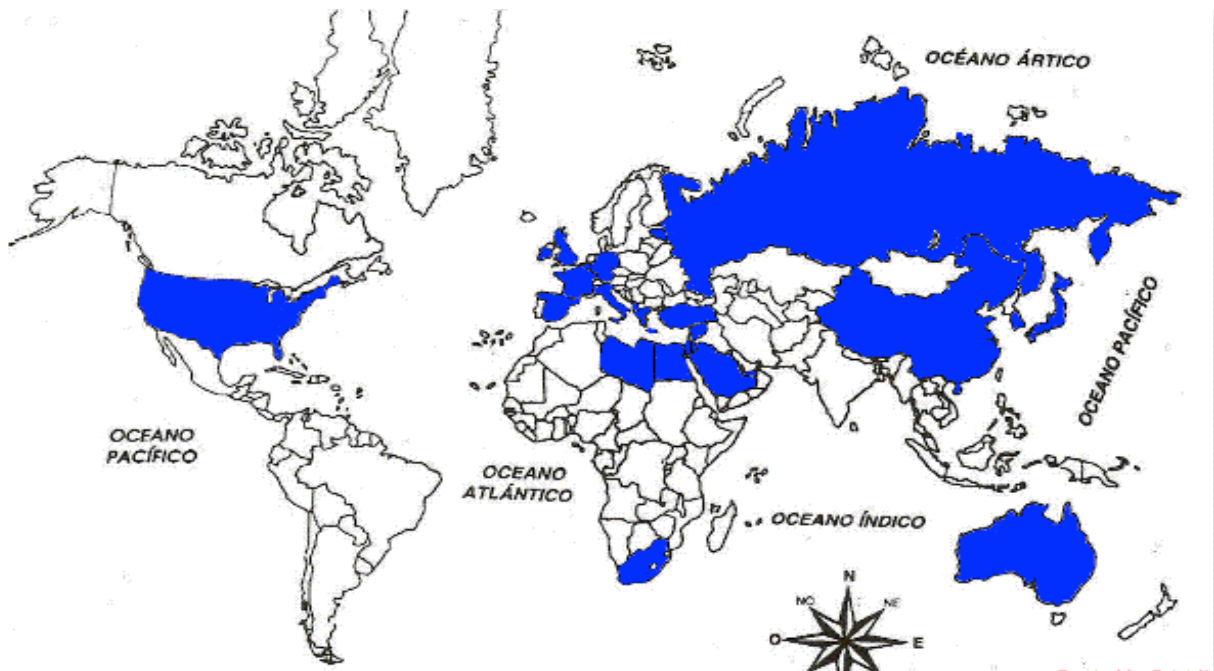 OCÉANO ÁRTICO
OCEANO PACÍFICO
OCEANO
PACÍFICO
OCEANO
ATLÁNTICO
OCEANO ÍNDICO
N
NO
NE
O
E